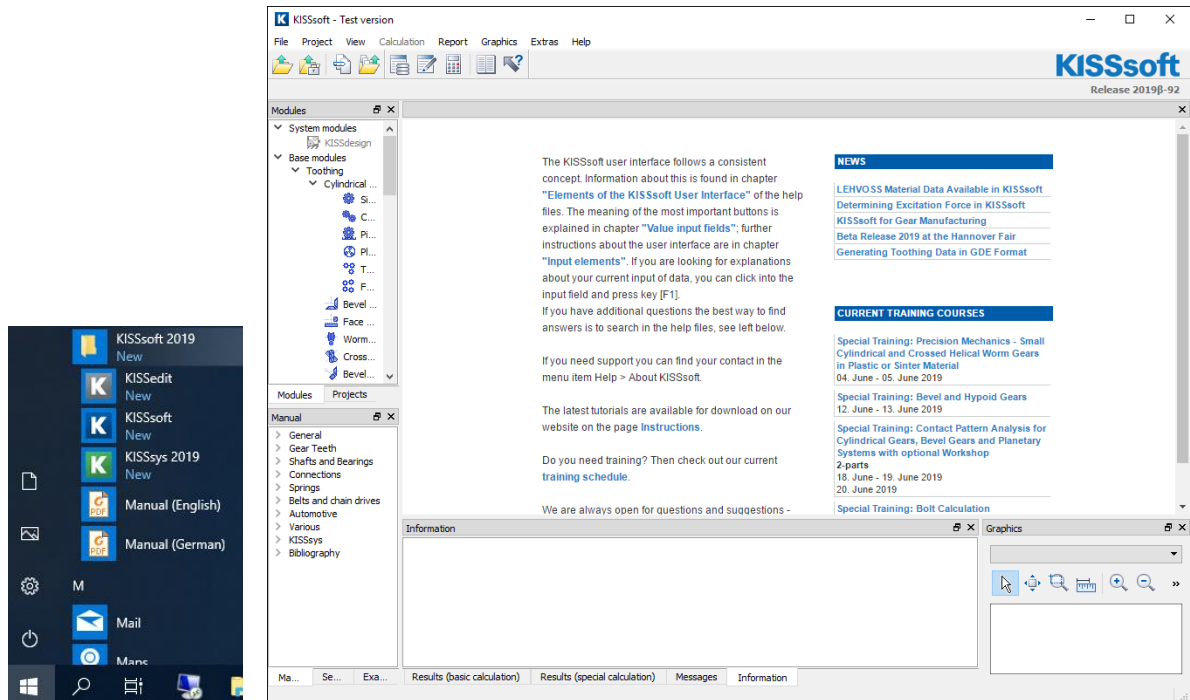 KISSsoft 2019
New
KISSedit
New
KISSsoft
New
KISSsys 2019
New
Manual (English)
Manual (German)
M
Mail
Maps
KISSsoft - Test version
File Project View Calculation Report Graphics Extras Help
KISSsoft
Release 2019β-92
Modules
System modules
KISSdesign
Base modules
Toothing
Cylindrical ...
Si...
C...
Pi...
Pl...
T...
F...
Bevel ...
Face ...
Worm...
Cross...
Bevel...
Modules Projects
Manual
General
Gear Teeth
Shafts and Bearings
Connections
Springs
Belts and chain drives
Automotive
Various
KISSsys
Bibliography
Ma... Se... Exa...
The KISSsoft user interface follows a consistent
concept. Information about this is found in chapter
"Elements of the KISSsoft User Interface" of the help
files. The meaning of the most important buttons is
explained in chapter "Value input fields"; further
instructions about the user interface are in chapter
"Input elements". If you are looking for explanations
about your current input of data, you can click into the
input field and press key [F1].
If you have additional questions the best way to find
answers is to search in the help files, see left below.
If you need support you can find your contact in the
menu item Help > About KISSsoft.
The latest tutorials are available for download on our
website on the page Instructions.
Do you need training? Then check out our current
training schedule.
We are always open for questions and suggestions -
NEWS
LEHVOSS Material Data Available in KISSsoft
Determining Excitation Force in KISSsoft
KISSsoft for Gear Manufacturing
Beta Release 2019 at the Hannover Fair
Generating Toothing Data in GDE Format
CURRENT TRAINING COURSES
Special Training: Precision Mechanics - Small
Cylindrical and Crossed Helical Worm Gears
in Plastic or Sinter Material
04. June - 05. June 2019
Special Training: Bevel and Hypoid Gears
12. June - 13. June 2019
Special Training: Contact Pattern Analysis for
Cylindrical Gears, Bevel Gears and Planetary
Systems with optional Workshop
2-parts
18. June - 19. June 2019
20. June 2019
Special Training: Bolt Calculation
Information
Graphics
Results (basic calculation) Results (special calculation) Messages Information